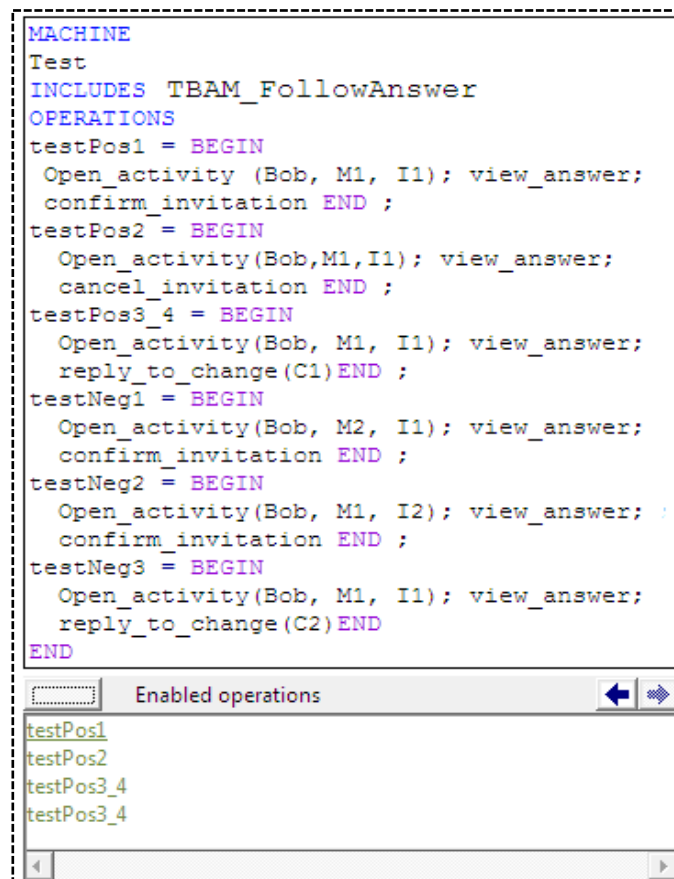 MACHINE
Test
INCLUDES TBAM_FollowAnswer
OPERATIONS
testPos1 = BEGIN
Open_activity (Bob, M1, I1); view_answer;
confirm_invitation END ;
testPos2 = BEGIN
Open_activity(Bob,M1,I1); view_answer;
cancel_invitation END ;
testPos3_4 = BEGIN
Open_activity(Bob, M1, I1); view_answer;
reply_to_change(C1)END ;
testNeg1 = BEGIN
Open_activity(Bob, M2, I1); view_answer;
confirm_invitation END ;
testNeg2 = BEGIN
Open_activity(Bob, M1, I2); view_answer; ;
confirm_invitation END ;
testNeg3 = BEGIN
Open_activity(Bob, M1, I1); view_answer;
reply_to_change(C2)END
END
Enabled operations
testPos1
testPos2
testPos3_4
testPos3_4